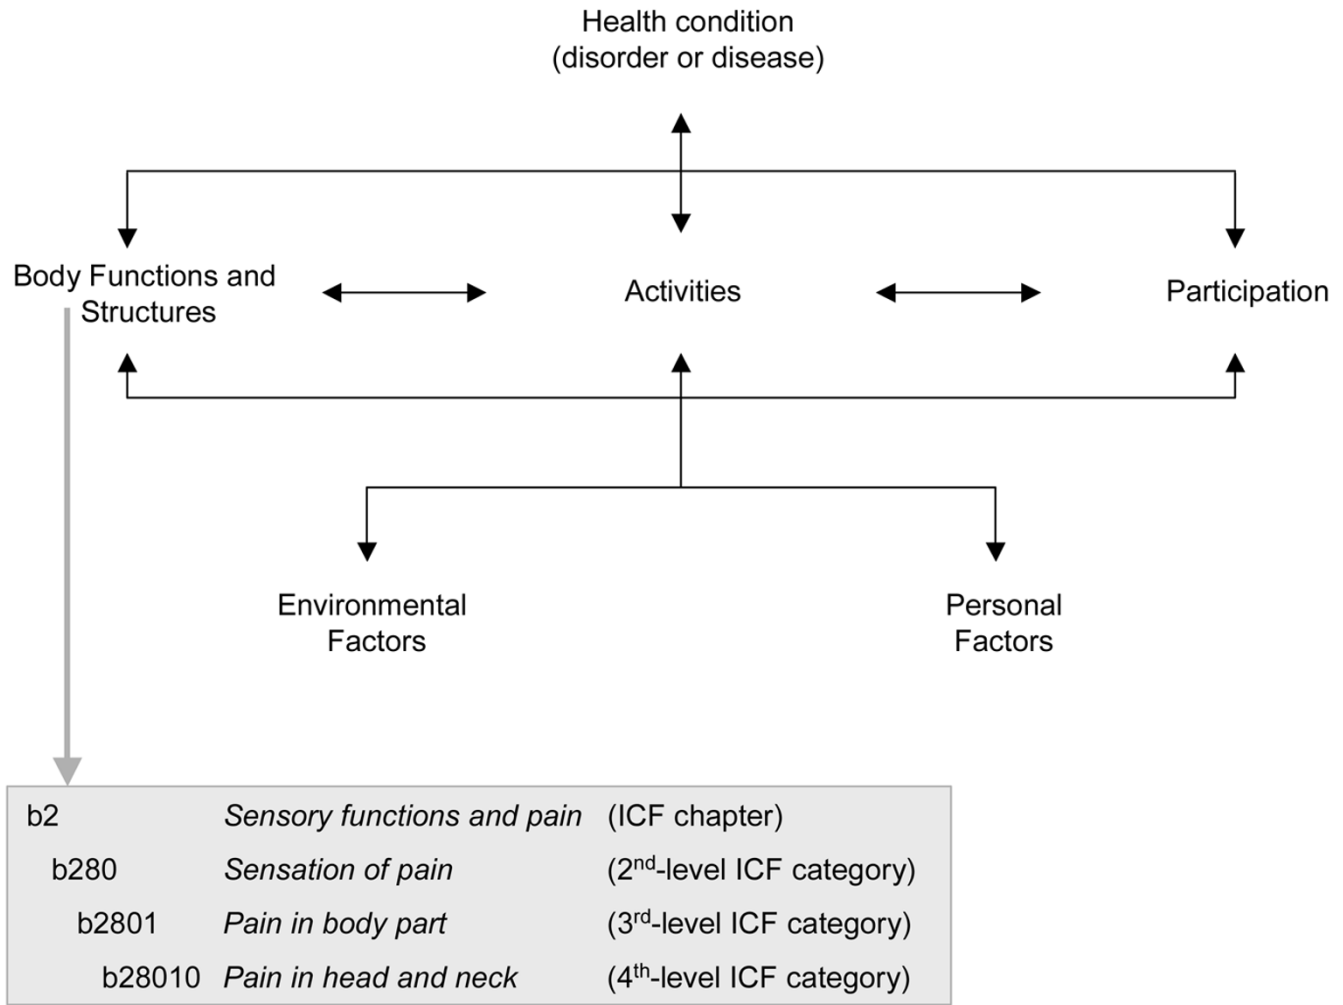 Health condition
(disorder or disease)
Body Functions and
Structures
Activities
Participation
Environmental
Factors
Personal
Factors
b2 Sensory functions and pain (ICF chapter)
b280 Sensation of pain (2nd-level ICF category)
b2801 Pain in body part (3rd-level ICF category)
b28010 Pain in head and neck (4th-level ICF category)